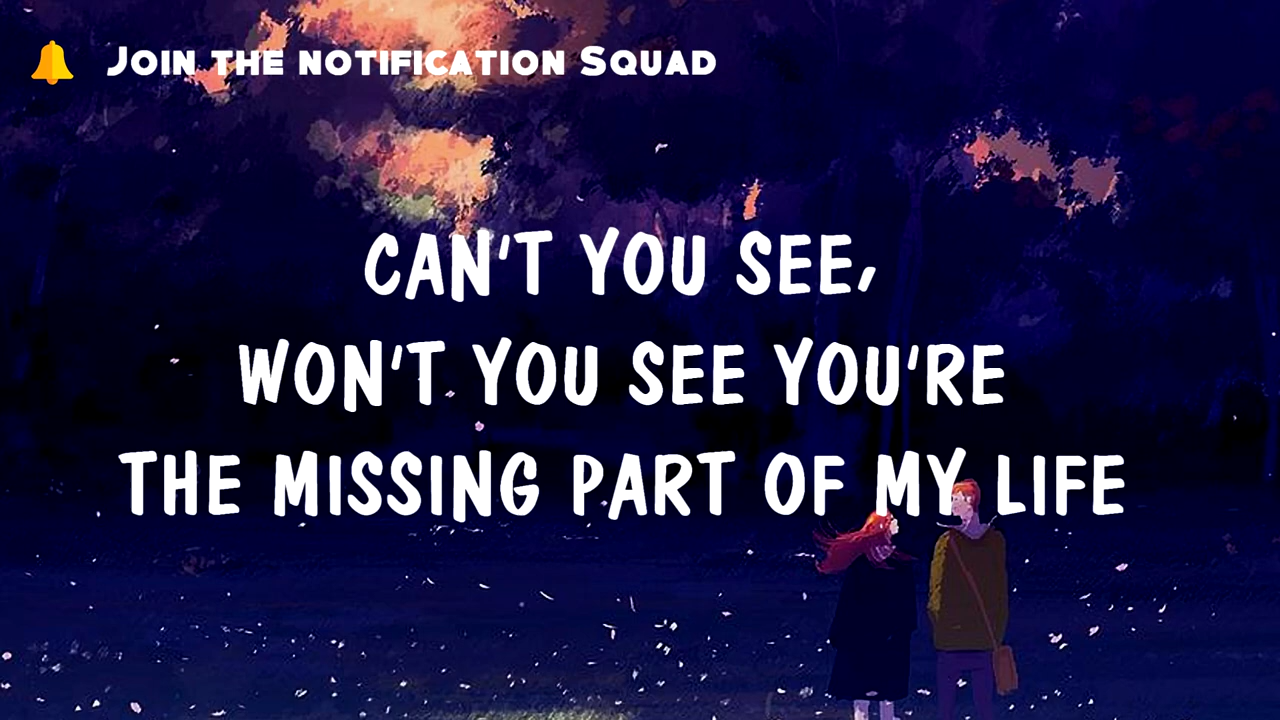 Join the notification Squad
CAN'T YOU SEE,
WON'T YOU SEE YOU'RE
THE MISSING PART OF MY LIFE